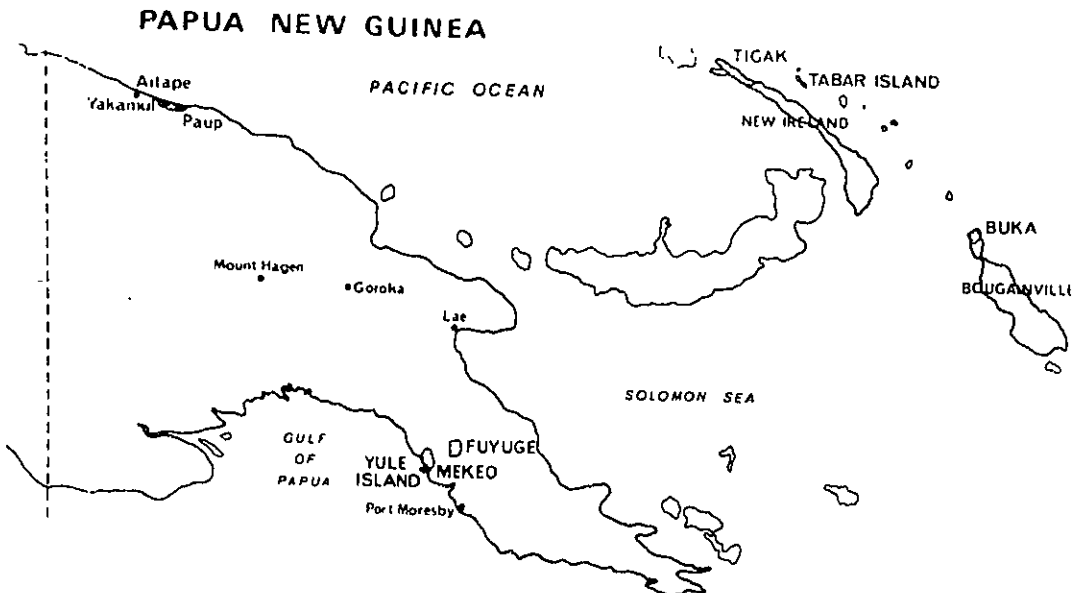 PAPUA NEW GUINEA
TIGAK
TABAR ISLAND
Aitape
PACIFIC OCEAN
Yakamul
Paup
NEW IRELAND
BUKA
Mount Hagen
Goroka
BOUGAINVILLE
Lae
SOLOMON SEA
GULF
OF
PAPUA
FUYUGE
YULE
ISLAND
MEKEO
Port Moresby